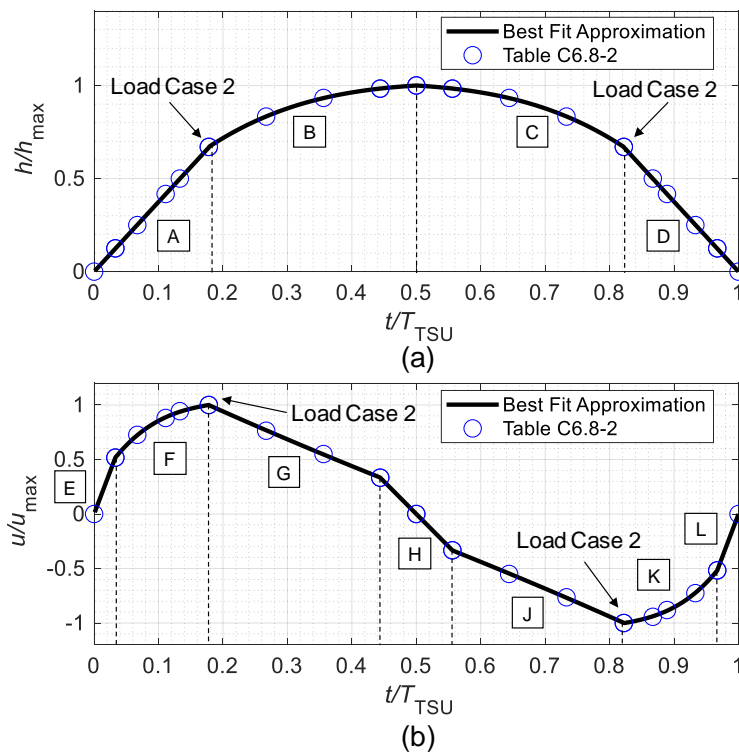 Best Fit Approximation
Table C6.8-2
Load Case 2
Load Case 2
A
B
C
D
h/h_max
1
0.5
0
0 0.1 0.2 0.3 0.4 0.5 0.6 0.7 0.8 0.9 1
t/T_TSU
(a)
Best Fit Approximation
Table C6.8-2
Load Case 2
Load Case 2
E
F
G
H
J
K
L
u/u_max
1
0.5
0
-0.5
-1
0 0.1 0.2 0.3 0.4 0.5 0.6 0.7 0.8 0.9 1
t/T_TSU
(b)